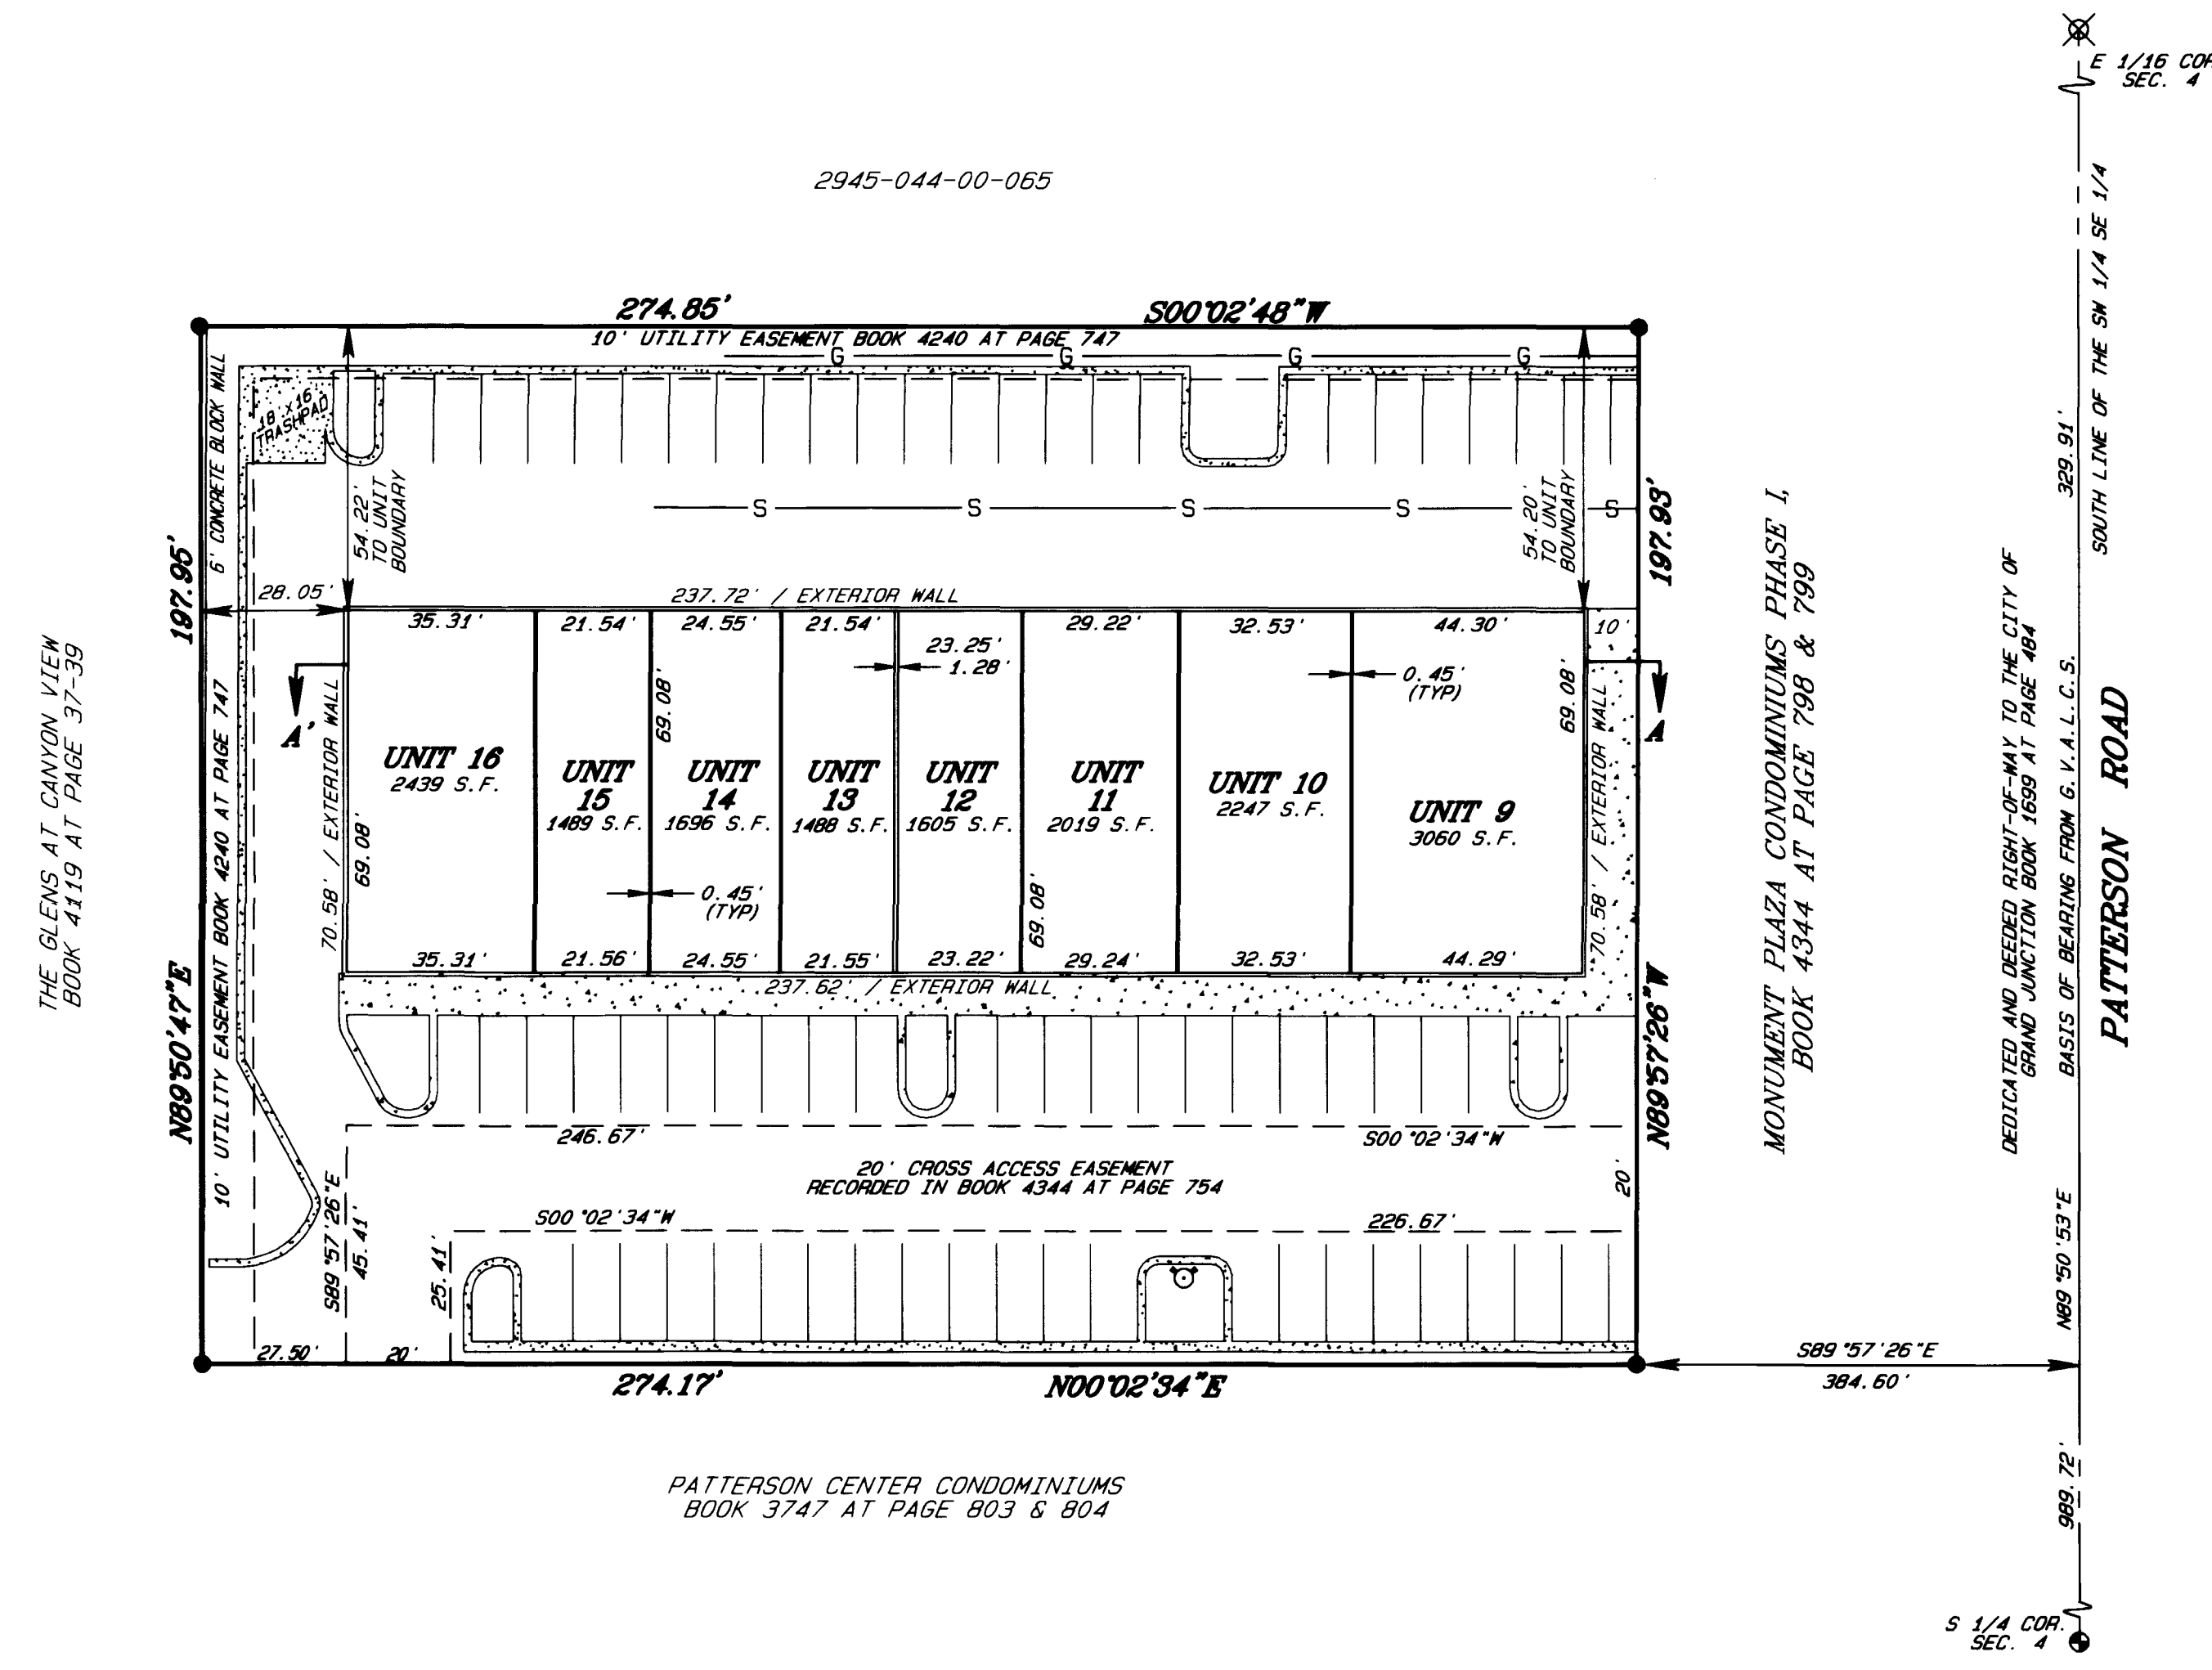 E 1/16 COR
SEC. 4
2945-044-00-065
274.85'
S00°02'48"W
10' UTILITY EASEMENT BOOK 4240 AT PAGE 747
G
G
G
G
6' CONCRETE BLOCK WALL
18'x16'
TRASHPAD
54.22'
TO UNIT
BOUNDARY
S
S
S
S
S
54.20'
TO UNIT
BOUNDARY
197.95'
197.93'
28.05'
237.72' / EXTERIOR WALL
35.31'
21.54'
24.55'
21.54'
23.25'
1.28'
29.22'
32.53'
44.30'
10'
0.45'
(TYP)
69.08'
69.08'
A'
A
UNIT 16
2439 S.F.
UNIT
15
1489 S.F.
UNIT
14
1696 S.F.
UNIT
13
1488 S.F.
UNIT
12
1605 S.F.
UNIT
11
2019 S.F.
UNIT 10
2247 S.F.
UNIT 9
3060 S.F.
70.58' / EXTERIOR WALL
69.08'
0.45'
(TYP)
69.08'
70.58' / EXTERIOR WALL
35.31'
21.56'
24.55'
21.55'
23.22'
29.24'
32.53'
44.29'
237.62' / EXTERIOR WALL
N89°50'47"E
10' UTILITY EASEMENT BOOK 4240 AT PAGE 747
N89°57'26"W
246.67'
S00°02'34"W
20' CROSS ACCESS EASEMENT
RECORDED IN BOOK 4344 AT PAGE 754
20'
S00°02'34"W
226.67'
S89°57'26"E
45.41'
25.41'
27.50'
20'
274.17'
N00°02'34"E
S89°57'26"E
384.60'
THE GLENS AT CANYON VIEW
BOOK 4119 AT PAGE 37-39
MONUMENT PLAZA CONDOMINIUMS PHASE I,
BOOK 4344 AT PAGE 798 & 799
DEDICATED AND DEEDED RIGHT-OF-WAY TO THE CITY OF
GRAND JUNCTION BOOK 1699 AT PAGE 484
329.91'
SOUTH LINE OF THE SW 1/4 SE 1/4
BASIS OF BEARING FROM G.V.A.L.C.S.
N89°50'53"E
PATTERSON ROAD
989.72'
PATTERSON CENTER CONDOMINIUMS
BOOK 3747 AT PAGE 803 & 804
S 1/4 COR.
SEC. 4